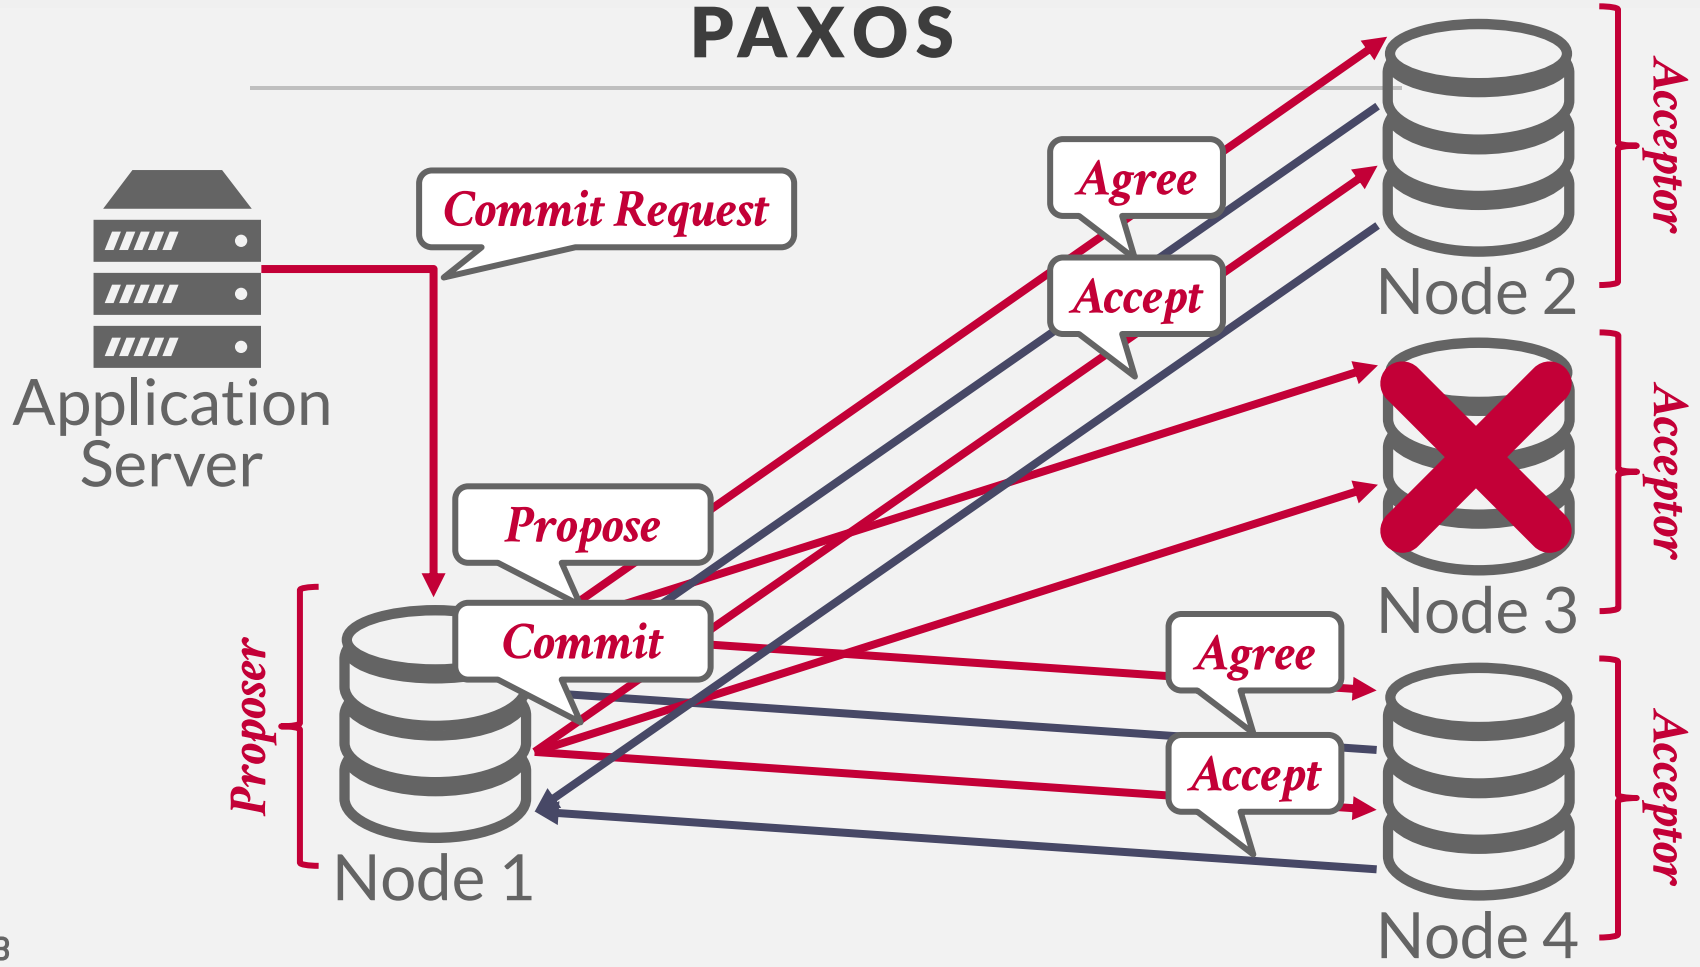 PAXOS
Commit Request
Application
Server
Propose
Commit
Proposer
Node 1
Agree
Accept
Node 2
Acceptor
Node 3
Acceptor
Agree
Accept
Node 4
Acceptor